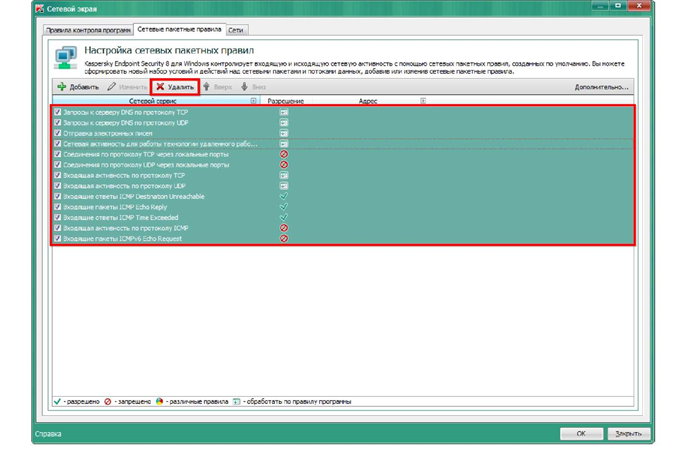 Сетевой экран
Правила контроля программ Сетевые пакетные правила Сети
Настройка сетевых пакетных правил
Kaspersky Endpoint Security 8 для Windows контролирует входящую и исходящую сетевую активность с помощью сетевых пакетных правил, созданных по умолчанию. Вы можете
сформировать новый набор условий и действий над сетевыми пакетами и потоками данных, добавив или изменив сетевые пакетные правила.
Добавить Изменить Удалить Вверх Вниз Дополнительно...
Сетевой сервис Разрешение Адрес
Запросы к серверу DNS по протоколу TCP
Запросы к серверу DNS по протоколу UDP
Отправка электронных писем
Сетевая активность для работы технологии удаленного рабо...
Соединения по протоколу TCP через локальные порты
Соединения по протоколу UDP через локальные порты
Входящая активность по протоколу TCP
Входящая активность по протоколу UDP
Входящие ответы ICMP Destination Unreachable
Входящие пакеты ICMP Echo Reply
Входящие ответы ICMP Time Exceeded
Входящая активность по протоколу ICMP
Входящие пакеты ICMPv6 Echo Request
- разрешено - запрещено - различные правила - обработать по правилу программы
Справка OK Закрыть